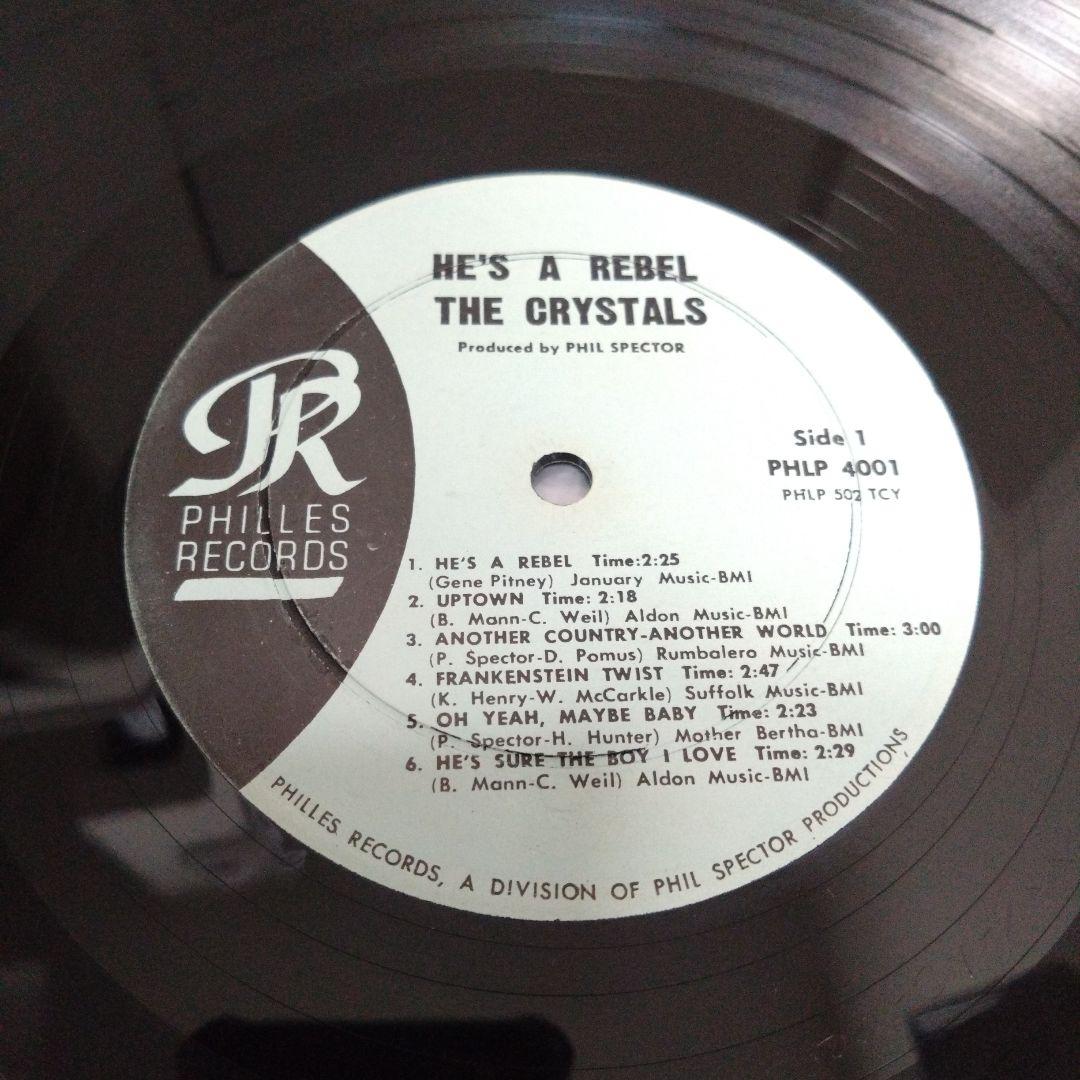 HE'S A REBEL
THE CRYSTALS
Produced by PHIL SPECTOR
PR
PHILLES
RECORDS
Side 1
PHLP 4001
PHLP 502 TCY
1. HE'S A REBEL Time:2:25
(Gene Pitney) January Music-BMI
2. UPTOWN Time: 2:18
(B. Mann-C. Weil) Aldon Music-BMI
3. ANOTHER COUNTRY-ANOTHER WORLD Time: 3:00
(P. Spector-D. Pomus) Rumbalero Music-BMI
4. FRANKENSTEIN TWIST Time: 2:47
(K. Henry-W. McCarkle) Suffolk Music-BMI
5. OH YEAH, MAYBE BABY Time: 2:23
(P. Spector-H. Hunter) Mother Bertha-BMI
6. HE'S SURE THE BOY I LOVE Time: 2:29
(B. Mann-C. Weil) Aldon Music-BMI
PHILLES RECORDS, A DIVISION OF PHIL SPECTOR PRODUCTIONS